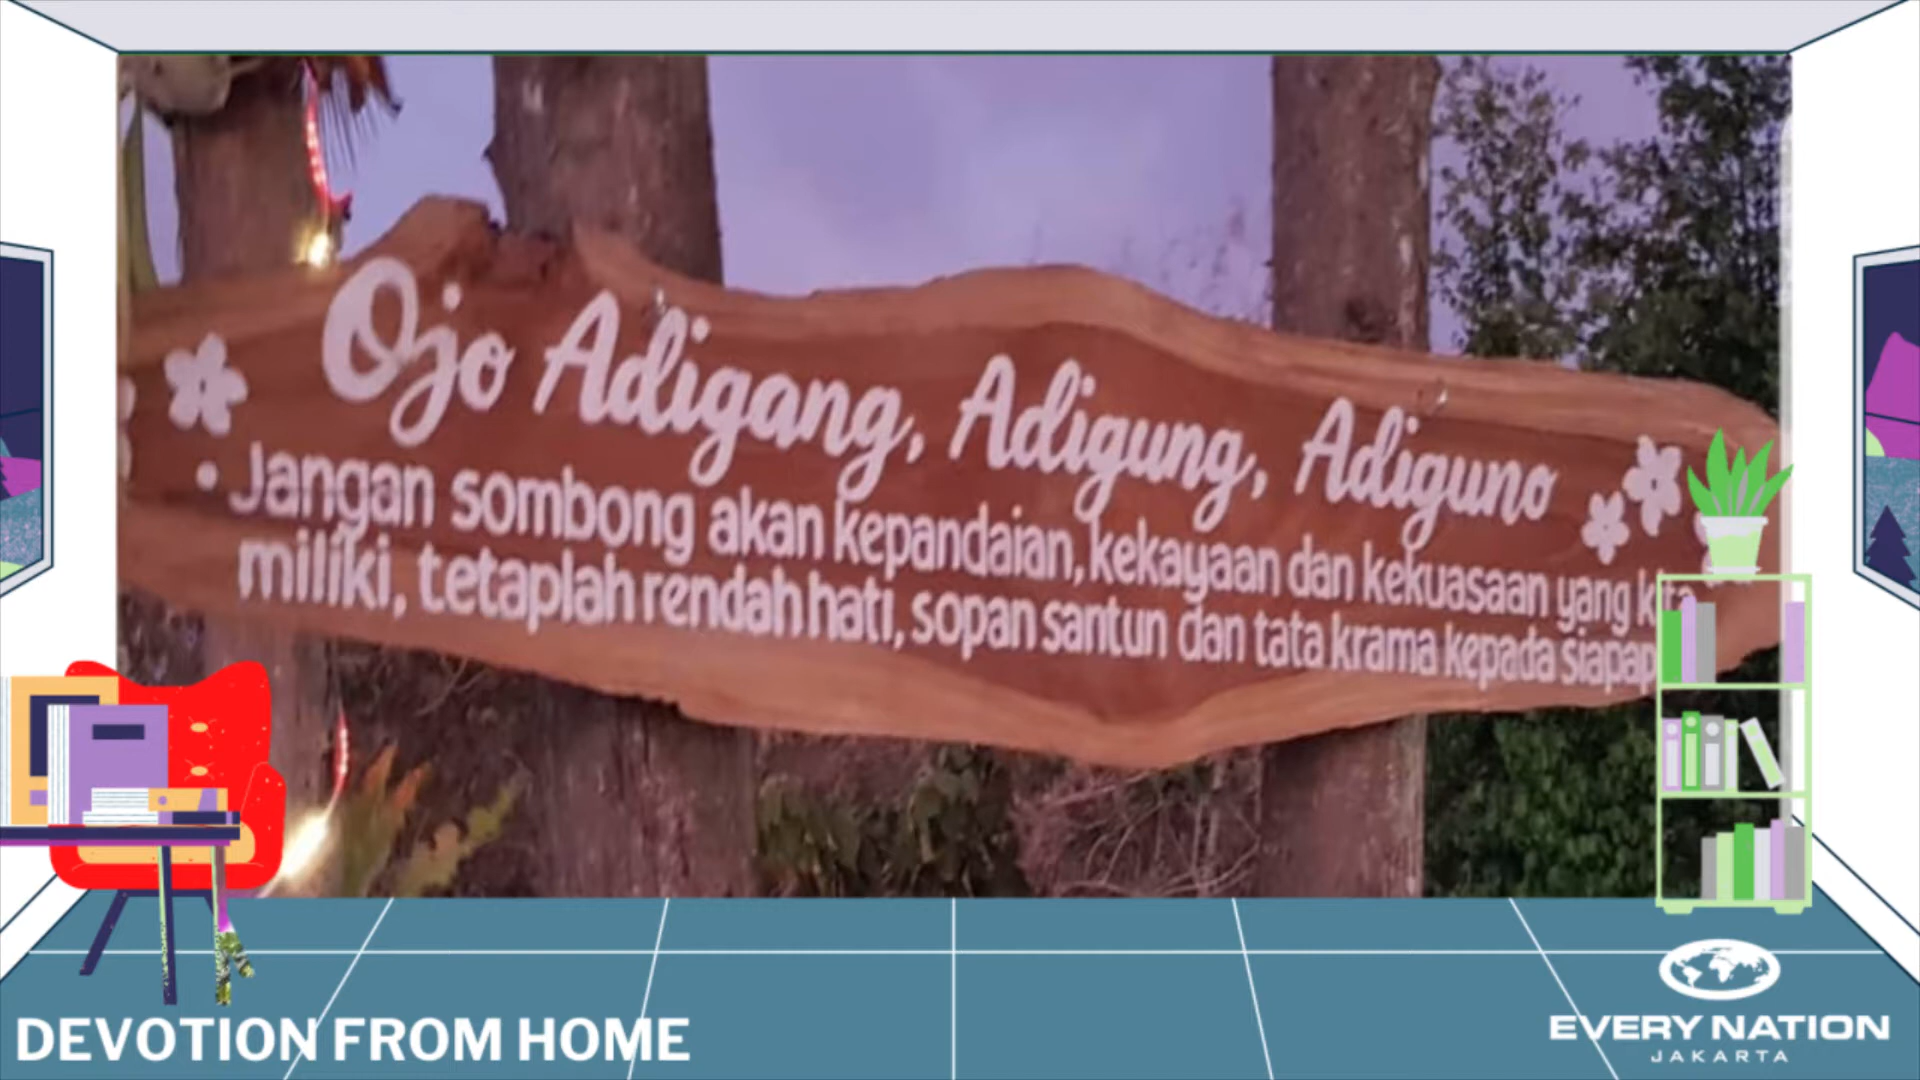 Ojo Adigang, Adigung, Adiguno
• Jangan sombong akan kepandaian, kekayaan dan kekuasaan yang kita
miliki, tetaplah rendah hati, sopan santun dan tata krama kepada
DEVOTION FROM HOME
EVERY NATION
JAKARTA